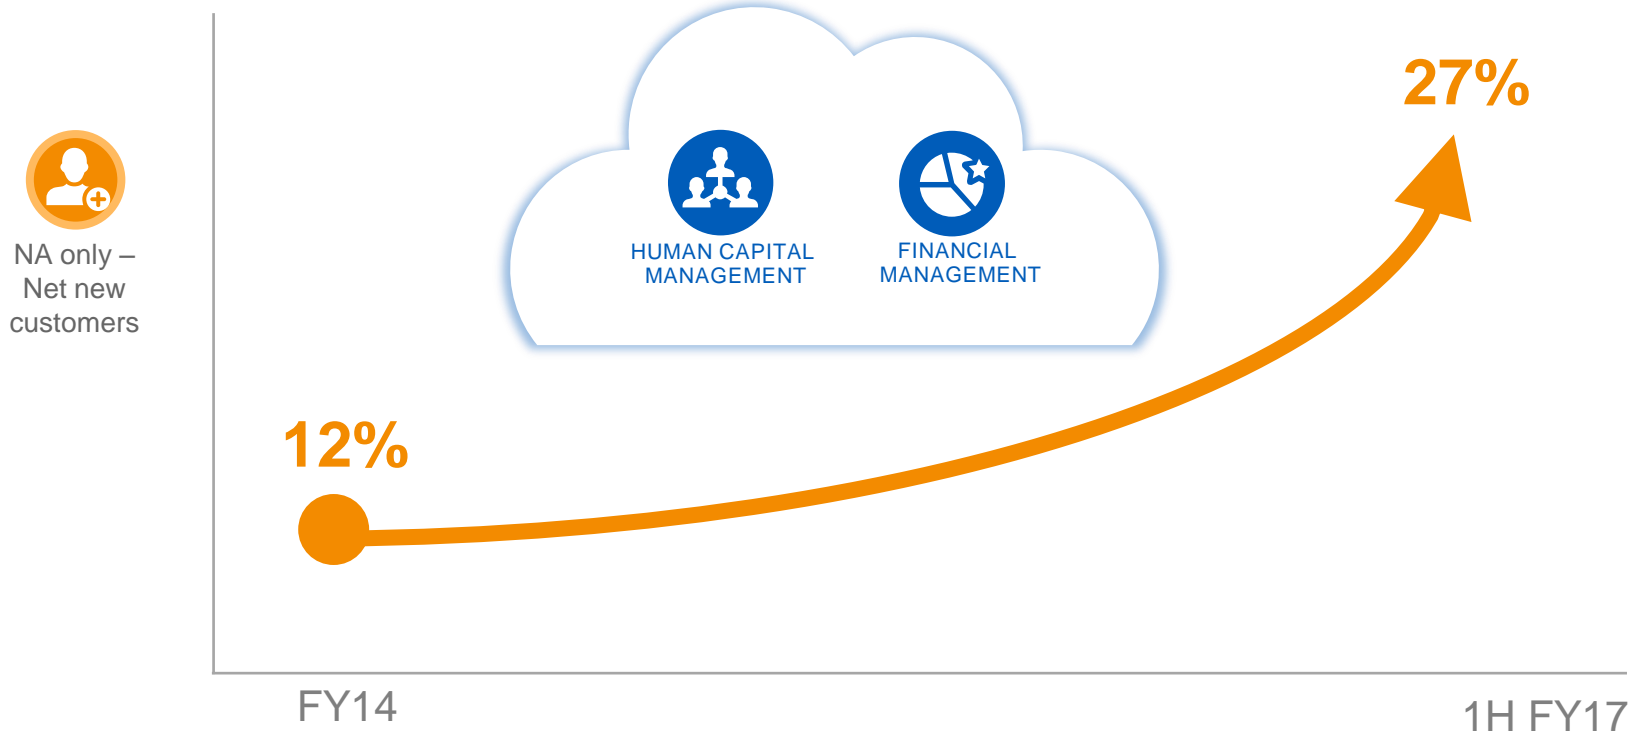 27%
NA only –
Net new
customers
HUMAN CAPITAL
MANAGEMENT
FINANCIAL
MANAGEMENT
12%
FY14
1H FY17